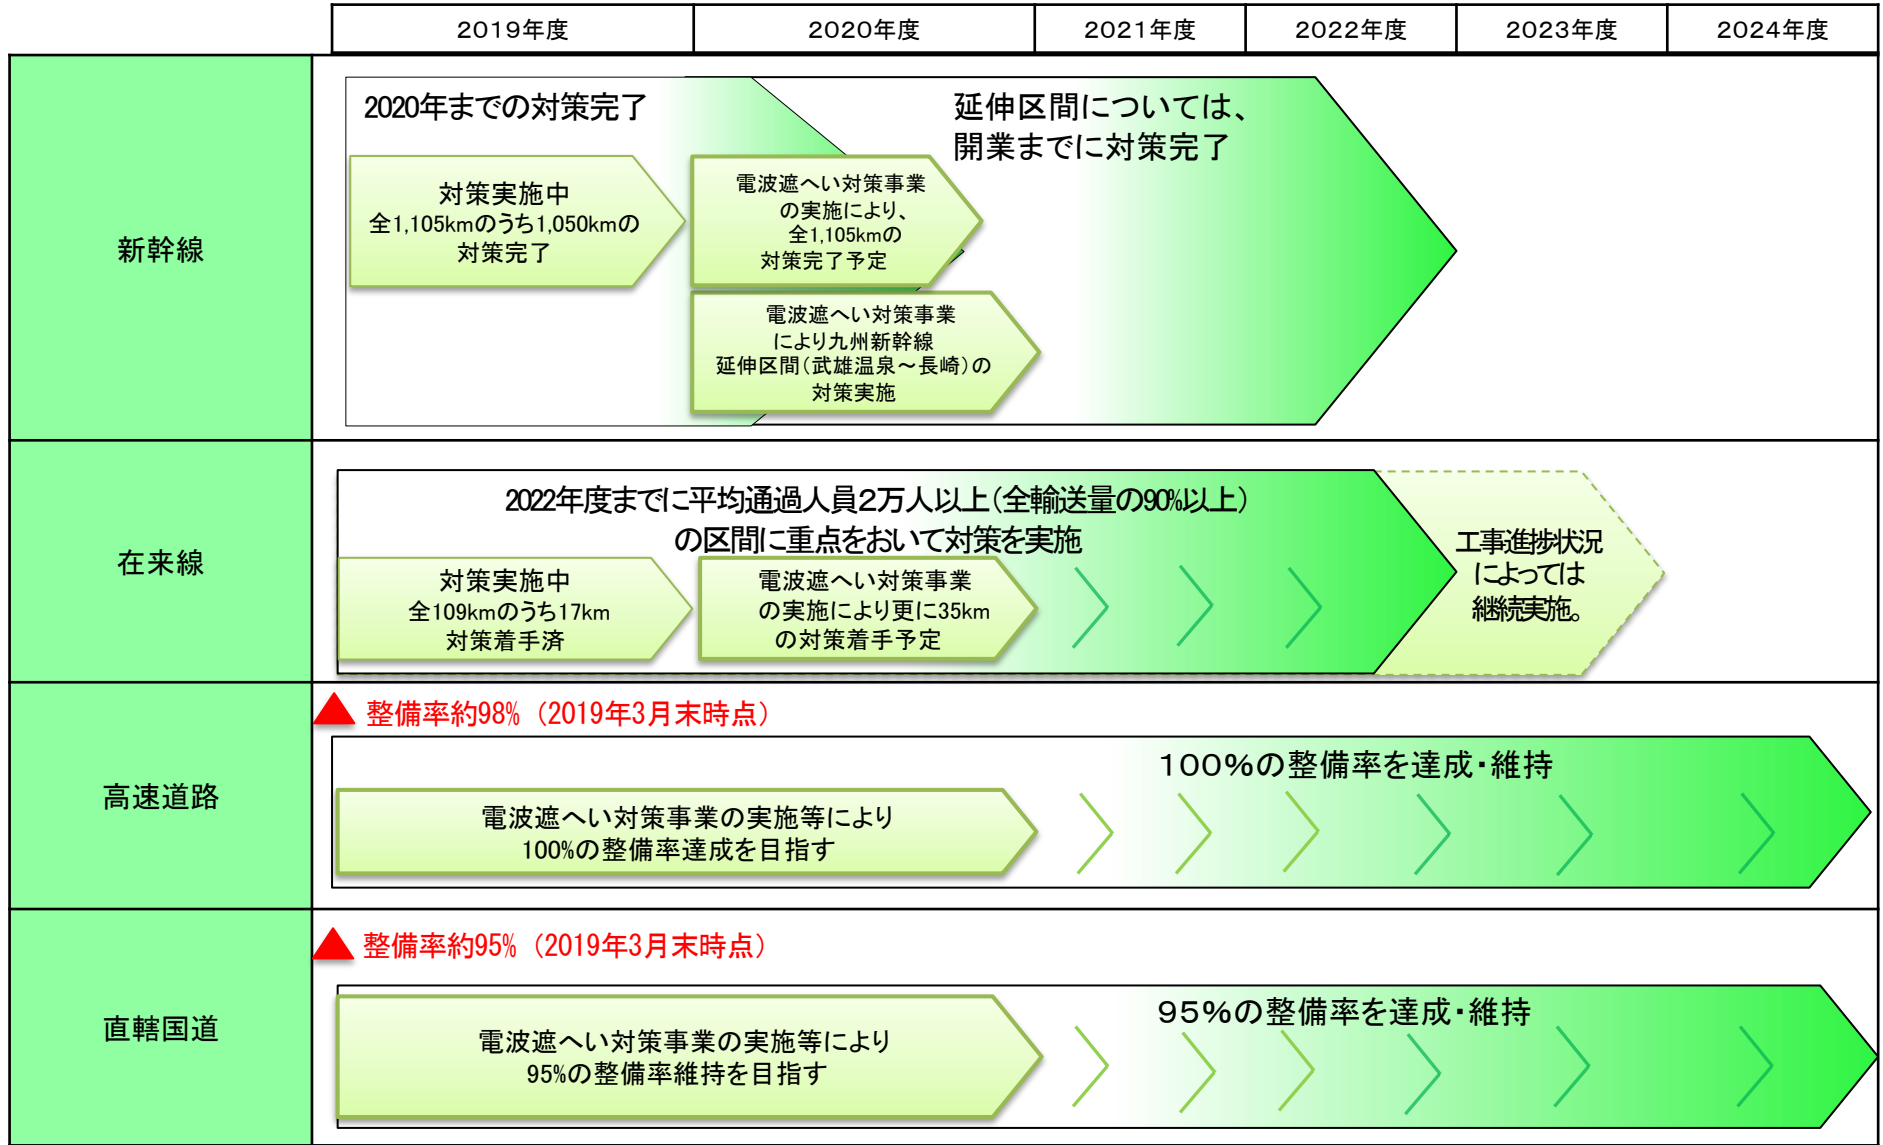 2019年度
2020年度
2021年度
2022年度
2023年度
2024年度
新幹線
2020年までの対策完了
延伸区間については、
開業までに対策完了
対策実施中
全1,105kmのうち1,050kmの
対策完了
電波遮へい対策事業
の実施により、
全1,105kmの
対策完了予定
電波遮へい対策事業
により九州新幹線
延伸区間（武雄温泉～長崎）の
対策実施
在来線
2022年度までに平均通過人員２万人以上（全輸送量の90%以上）
の区間に重点をおいて対策を実施
対策実施中
全109kmのうち17km
対策着手済
電波遮へい対策事業
の実施により更に35km
の対策着手予定
工事進捗状況
によっては
継続実施。
高速道路
▲ 整備率約98%（2019年3月末時点）
１００％の整備率を達成・維持
電波遮へい対策事業の実施等により
100%の整備率達成を目指す
直轄国道
▲ 整備率約95%（2019年3月末時点）
９５％の整備率を達成・維持
電波遮へい対策事業の実施等により
95%の整備率維持を目指す